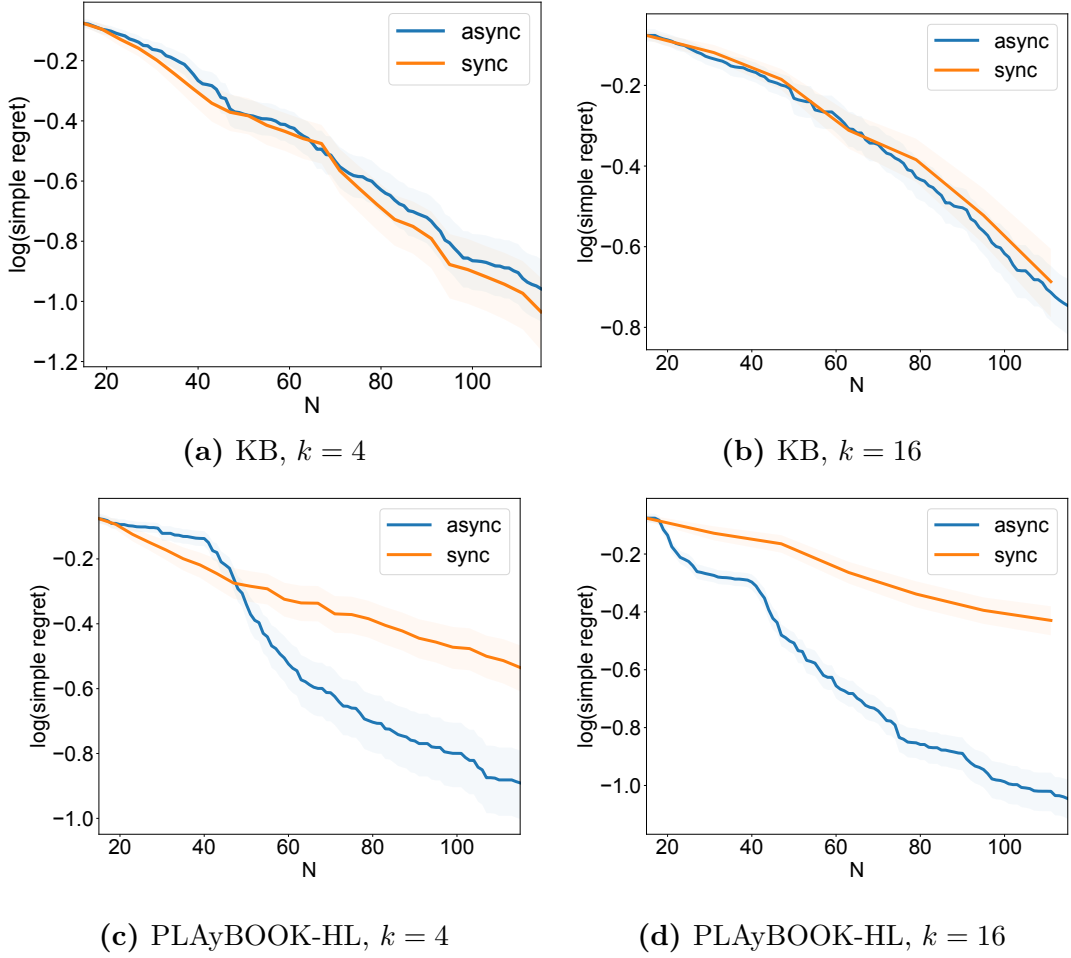 async
sync
log(simple regret)
−0.2
−0.4
−0.6
−0.8
−1.0
−1.2
20 40 60 80 100
N
(a) KB, k = 4
async
sync
log(simple regret)
−0.2
−0.4
−0.6
−0.8
20 40 60 80 100
N
(b) KB, k = 16
async
sync
log(simple regret)
−0.2
−0.4
−0.6
−0.8
−1.0
20 40 60 80 100
N
(c) PLAyBOOK-HL, k = 4
async
sync
log(simple regret)
−0.2
−0.4
−0.6
−0.8
−1.0
20 40 60 80 100
N
(d) PLAyBOOK-HL, k = 16